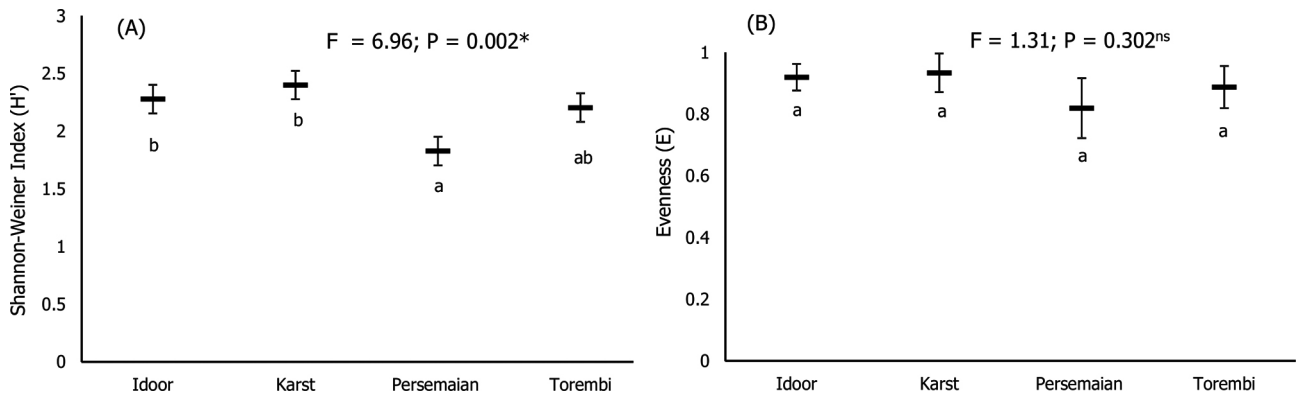 (A)
F = 6.96; P = 0.002*
Shannon-Weiner Index (H')
3
2.5
2
1.5
1
0.5
0
b
b
a
ab
Idoor Karst Persemaian Torembi
(B)
F = 1.31; P = 0.302ns
Evenness (E)
1
0.8
0.6
0.4
0.2
0
a
a
a
a
Idoor Karst Persemaian Torembi